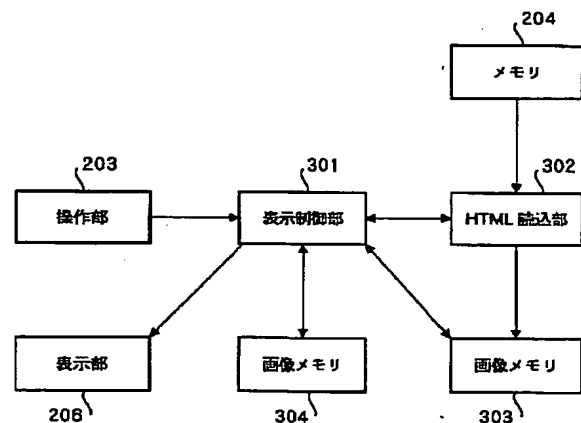 204
メモリ
203
301
302
操作部
表示制御部
HTML 読込部
表示部
画像メモリ
画像メモリ
206
304
303